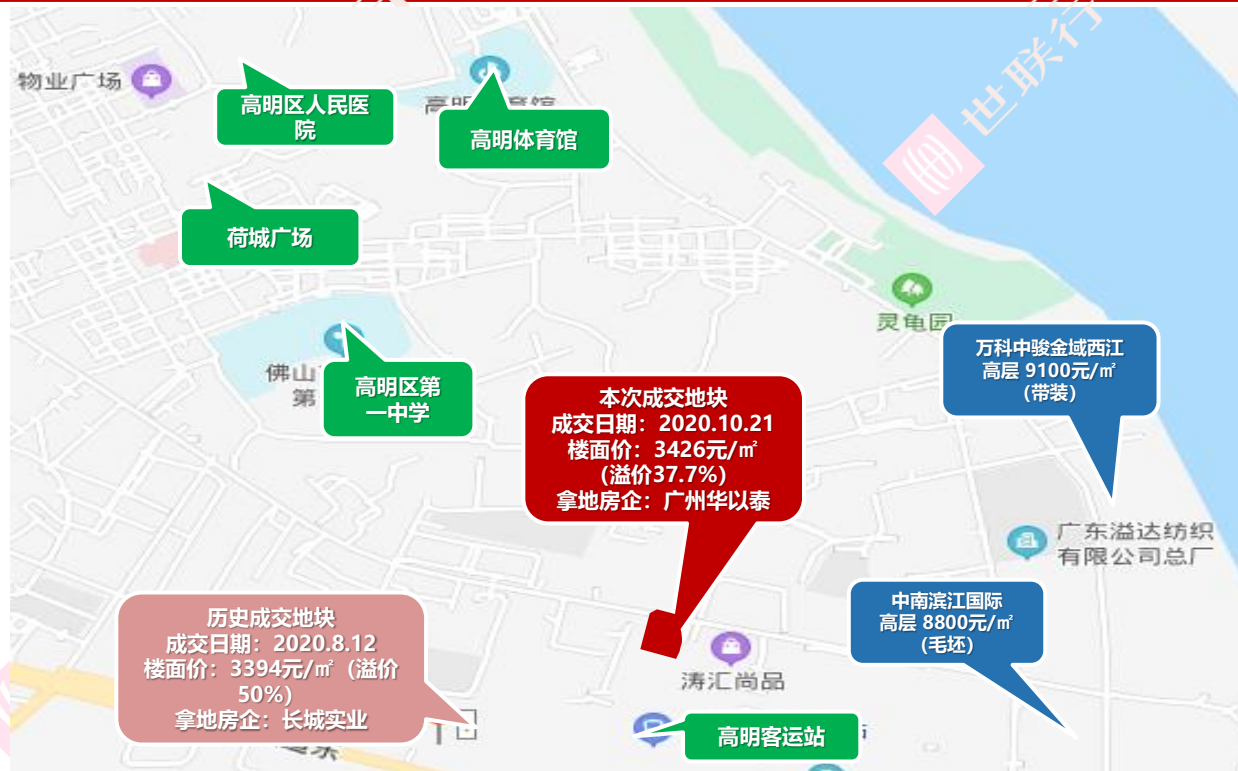 世联行
物业广场
高明区人民医
院
高明体育馆
荷城广场
灵龟园
佛山
第
高明区第
一中学
万科中骏金域西江
高层 9100元/㎡
(带装)
本次成交地块
成交日期：2020.10.21
楼面价：3426元/㎡
(溢价37.7%)
拿地房企：广州华以泰
广东溢达纺织
有限公司总厂
中南滨江国际
高层 8800元/㎡
(毛坯)
历史成交地块
成交日期：2020.8.12
楼面价：3394元/㎡ (溢价
50%)
拿地房企：长城实业
涛汇尚品
高明客运站